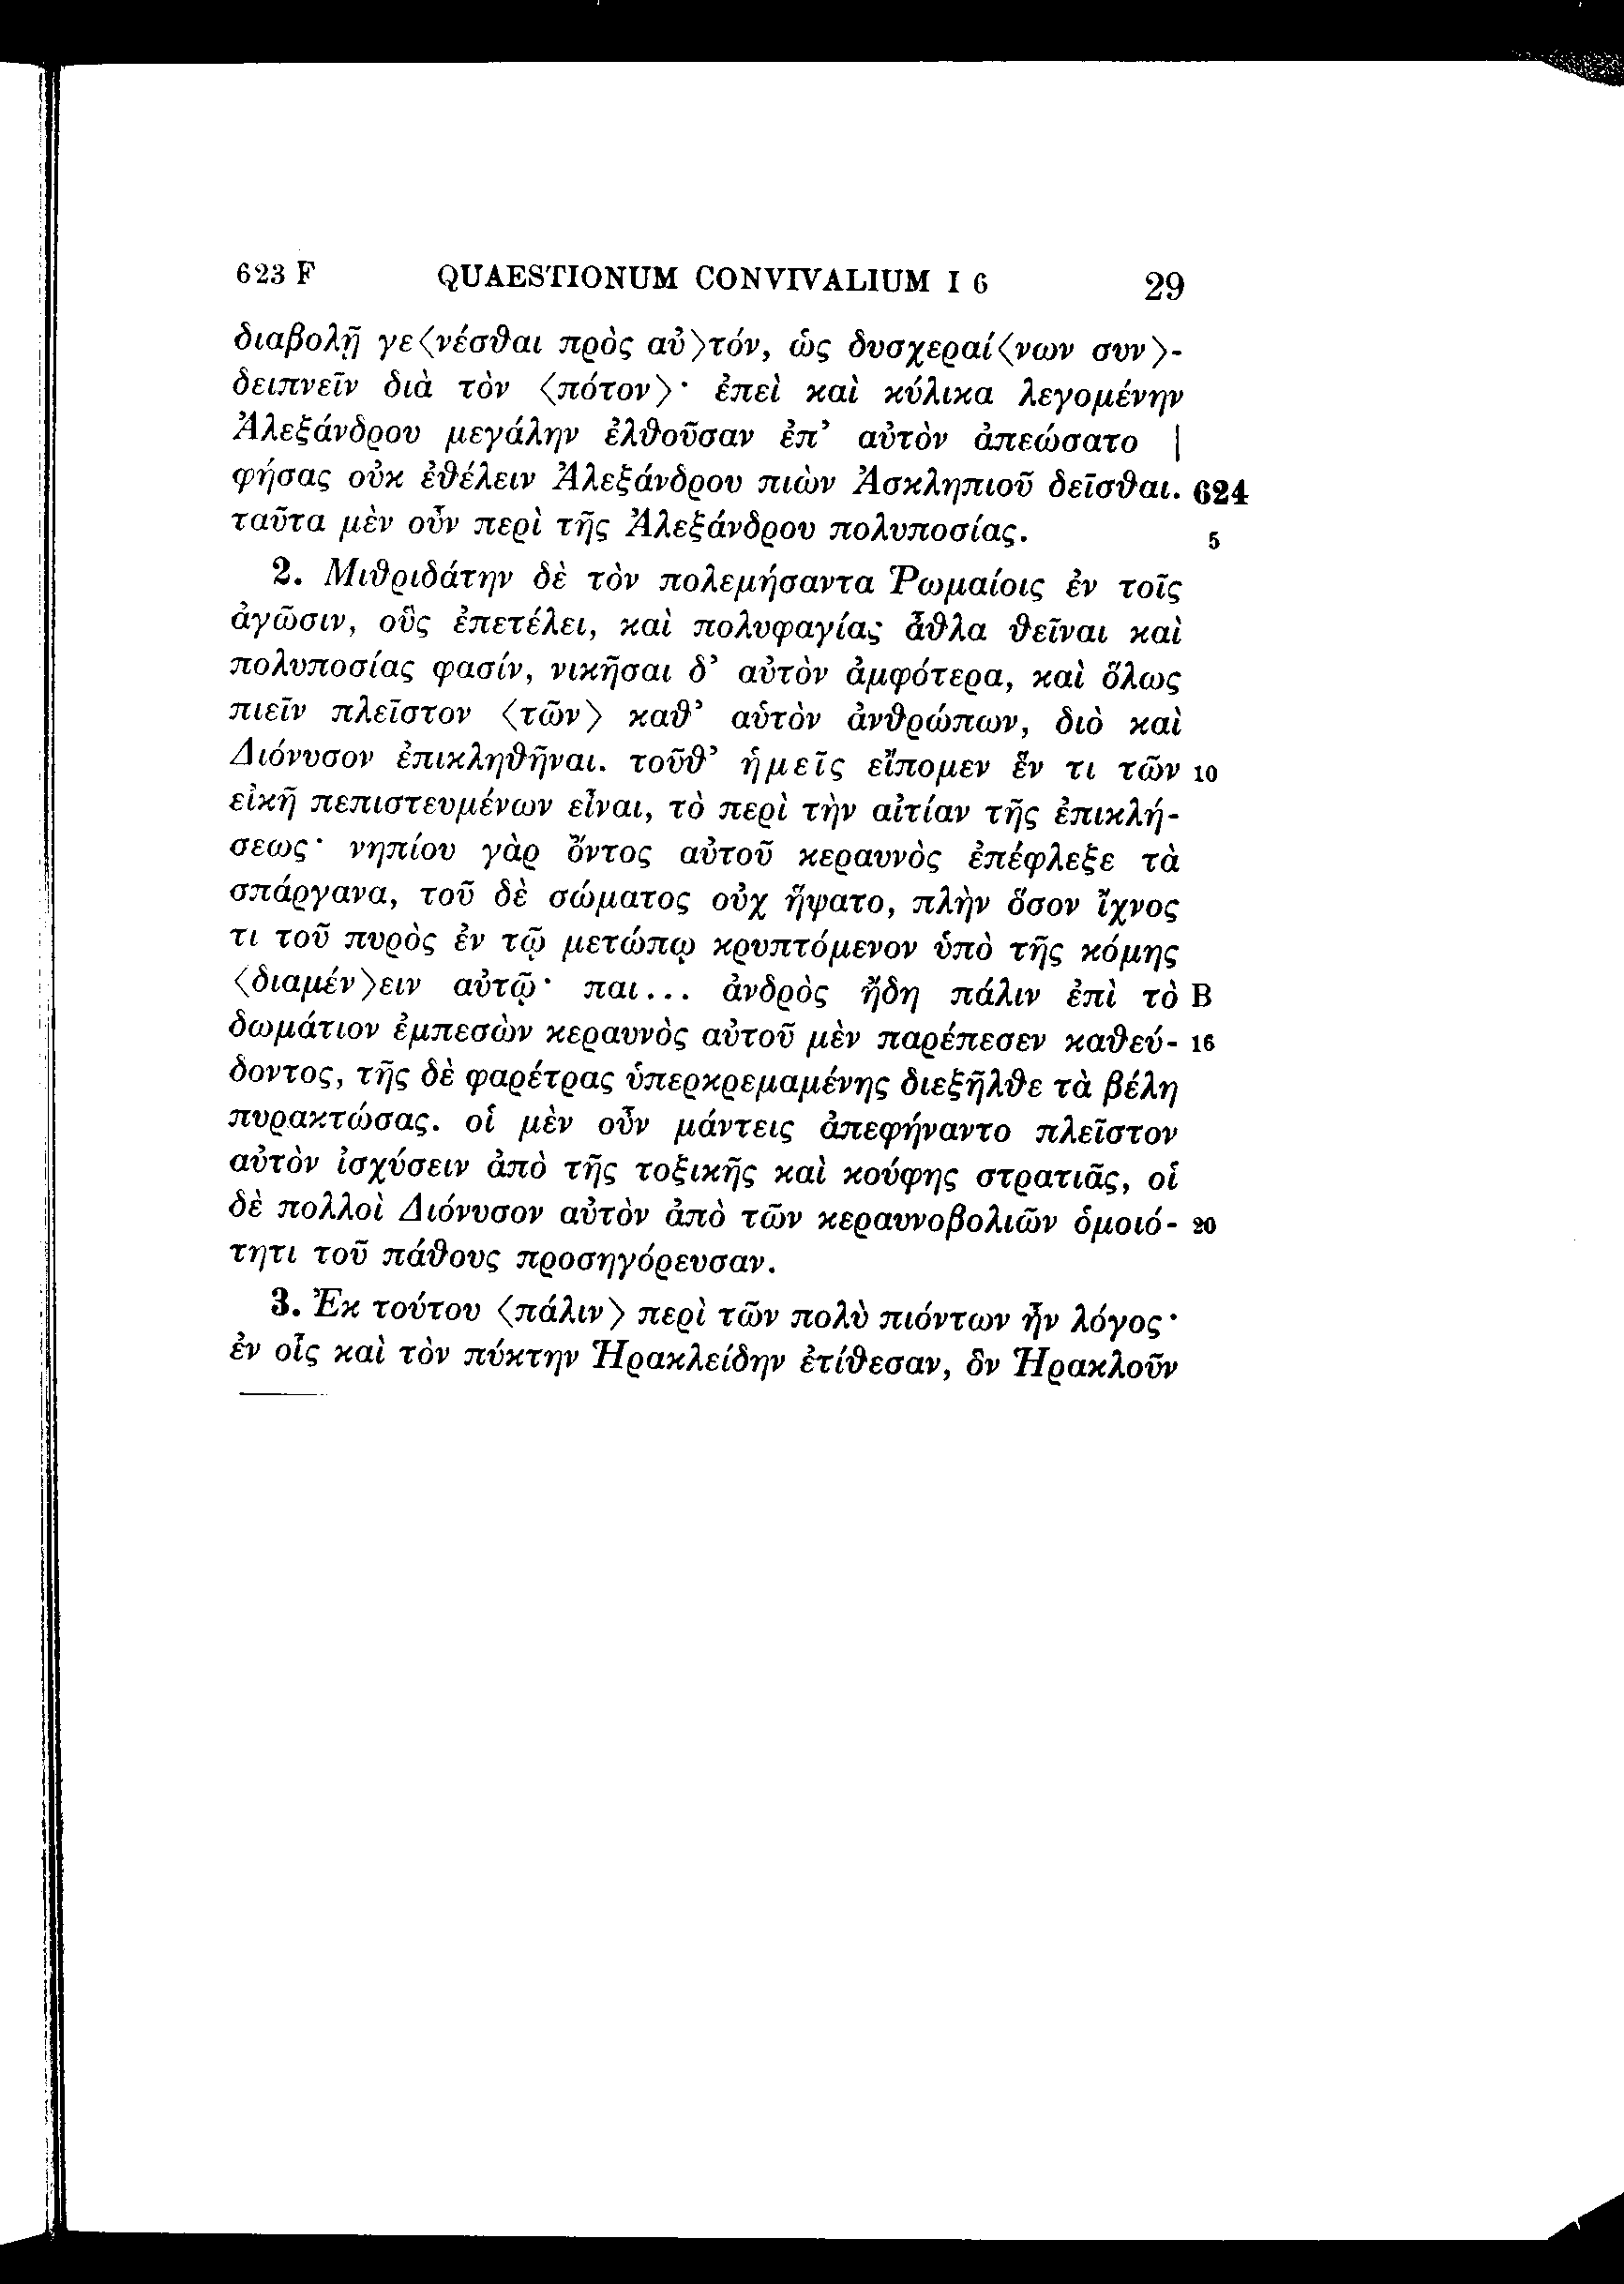 623 F QUAESTIONUM CONVIVALIUM I 6 29
διαβολῇ γε⟨νέσθαι πρὸς αὐ⟩τόν, ὡς δυσχεραί⟨νων συν⟩-
δειπνεῖν διὰ τὸν ⟨πότον⟩· ἐπεὶ καὶ κύλικα λεγομένην
Ἀλεξάνδρου μεγάλην ἐλθοῦσαν ἐπ’ αὐτὸν ἀπεώσατο |
φήσας οὐκ ἐθέλειν Ἀλεξάνδρου πιὼν Ἀσκληπιοῦ δεῖσθαι. 624
ταῦτα μὲν οὖν περὶ τῆς Ἀλεξάνδρου πολυποσίας. 5
2. Μιθριδάτην δὲ τὸν πολεμήσαντα Ῥωμαίοις ἐν τοῖς
ἀγῶσιν, οὓς ἐπετέλει, καὶ πολυφαγίας ἆθλα θεῖναι καὶ
πολυποσίας φασίν, νικῆσαι δ’ αὐτὸν ἀμφότερα, καὶ ὅλως
πιεῖν πλεῖστον ⟨τῶν⟩ καθ’ αὑτὸν ἀνθρώπων, διὸ καὶ
Διόνυσον ἐπικληθῆναι. τοῦθ’ ἡμεῖς εἴπομεν ἕν τι τῶν 10
εἰκῆ πεπιστευμένων εἶναι, τὸ περὶ τὴν αἰτίαν τῆς ἐπικλή-
σεως· νηπίου γὰρ ὄντος αὐτοῦ κεραυνὸς ἐπέφλεξε τὰ
σπάργανα, τοῦ δὲ σώματος οὐχ ἥψατο, πλὴν ὅσον ἴχνος
τι τοῦ πυρὸς ἐν τῷ μετώπῳ κρυπτόμενον ὑπὸ τῆς κόμης
⟨διαμέν⟩ειν αὐτῷ· παι... ἀνδρὸς ἤδη πάλιν ἐπὶ τὸ B
δωμάτιον ἐμπεσὼν κεραυνὸς αὐτοῦ μὲν παρέπεσεν καθεύ- 16
δοντος, τῆς δὲ φαρέτρας ὑπερκρεμαμένης διεξῆλθε τὰ βέλη
πυρακτώσας. οἱ μὲν οὖν μάντεις ἀπεφήναντο πλεῖστον
αὐτὸν ἰσχύσειν ἀπὸ τῆς τοξικῆς καὶ κούφης στρατιᾶς, οἱ
δὲ πολλοὶ Διόνυσον αὐτὸν ἀπὸ τῶν κεραυνοβολιῶν ὁμοιό- 20
τητι τοῦ πάθους προσηγόρευσαν.
3. Ἐκ τούτου ⟨πάλιν⟩ περὶ τῶν πολὺ πιόντων ἦν λόγος·
ἐν οἷς καὶ τὸν πύκτην Ἡρακλείδην ἐτίθεσαν, ὃν Ἡρακλοῦν